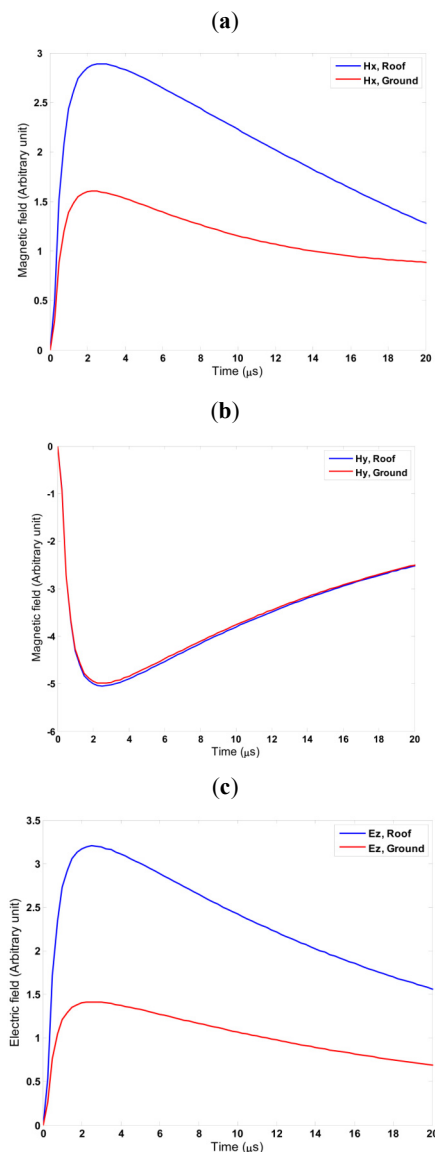 (a)
Magnetic field (Arbitrary unit)
3
2.5
2
1.5
1
0.5
0
Hx, Roof
Hx, Ground
0 2 4 6 8 10 12 14 16 18 20
Time (μs)
(b)
Magnetic field (Arbitrary unit)
0
-1
-2
-3
-4
-5
-6
Hy, Roof
Hy, Ground
0 2 4 6 8 10 12 14 16 18 20
Time (μs)
(c)
Electric field (Arbitrary unit)
3.5
3
2.5
2
1.5
1
0.5
0
Ez, Roof
Ez, Ground
0 2 4 6 8 10 12 14 16 18 20
Time (μs)